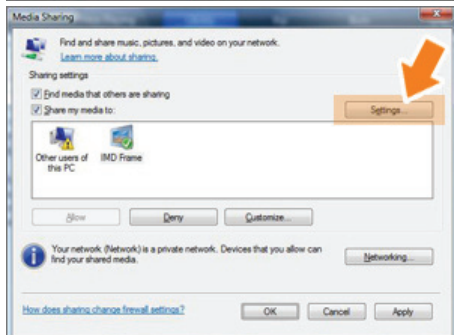 Media Sharing
Find and share music, pictures, and video on your network.
Learn more about sharing.
Sharing settings
Find media that others are sharing
Share my media to:
Settings...
Other users of
this PC
IMD Frame
Allow
Deny
Customize...
Your network (Network) is a private network. Devices that you allow can
find your shared media.
Networking...
How does sharing change firewall settings?
OK
Cancel
Apply